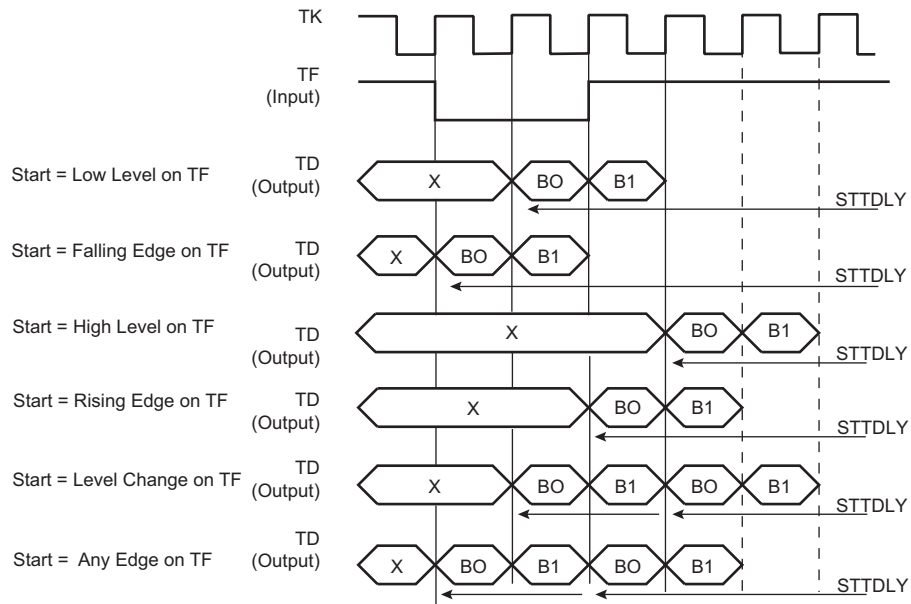 TK
TF
(Input)
Start = Low Level on TF
TD
(Output)
X
BO
B1
STTDLY
Start = Falling Edge on TF
TD
(Output)
X
BO
B1
STTDLY
Start = High Level on TF
TD
(Output)
X
BO
B1
STTDLY
Start = Rising Edge on TF
TD
(Output)
X
BO
B1
STTDLY
Start = Level Change on TF
TD
(Output)
X
BO
B1
BO
B1
STTDLY
Start = Any Edge on TF
TD
(Output)
X
BO
B1
BO
B1
STTDLY